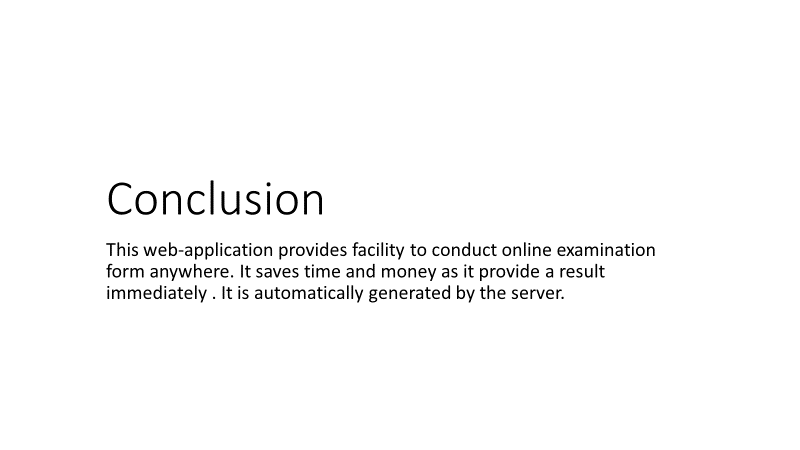 Conclusion
This web-application provides facility to conduct online examination
form anywhere. It saves time and money as it provide a result
immediately . It is automatically generated by the server.